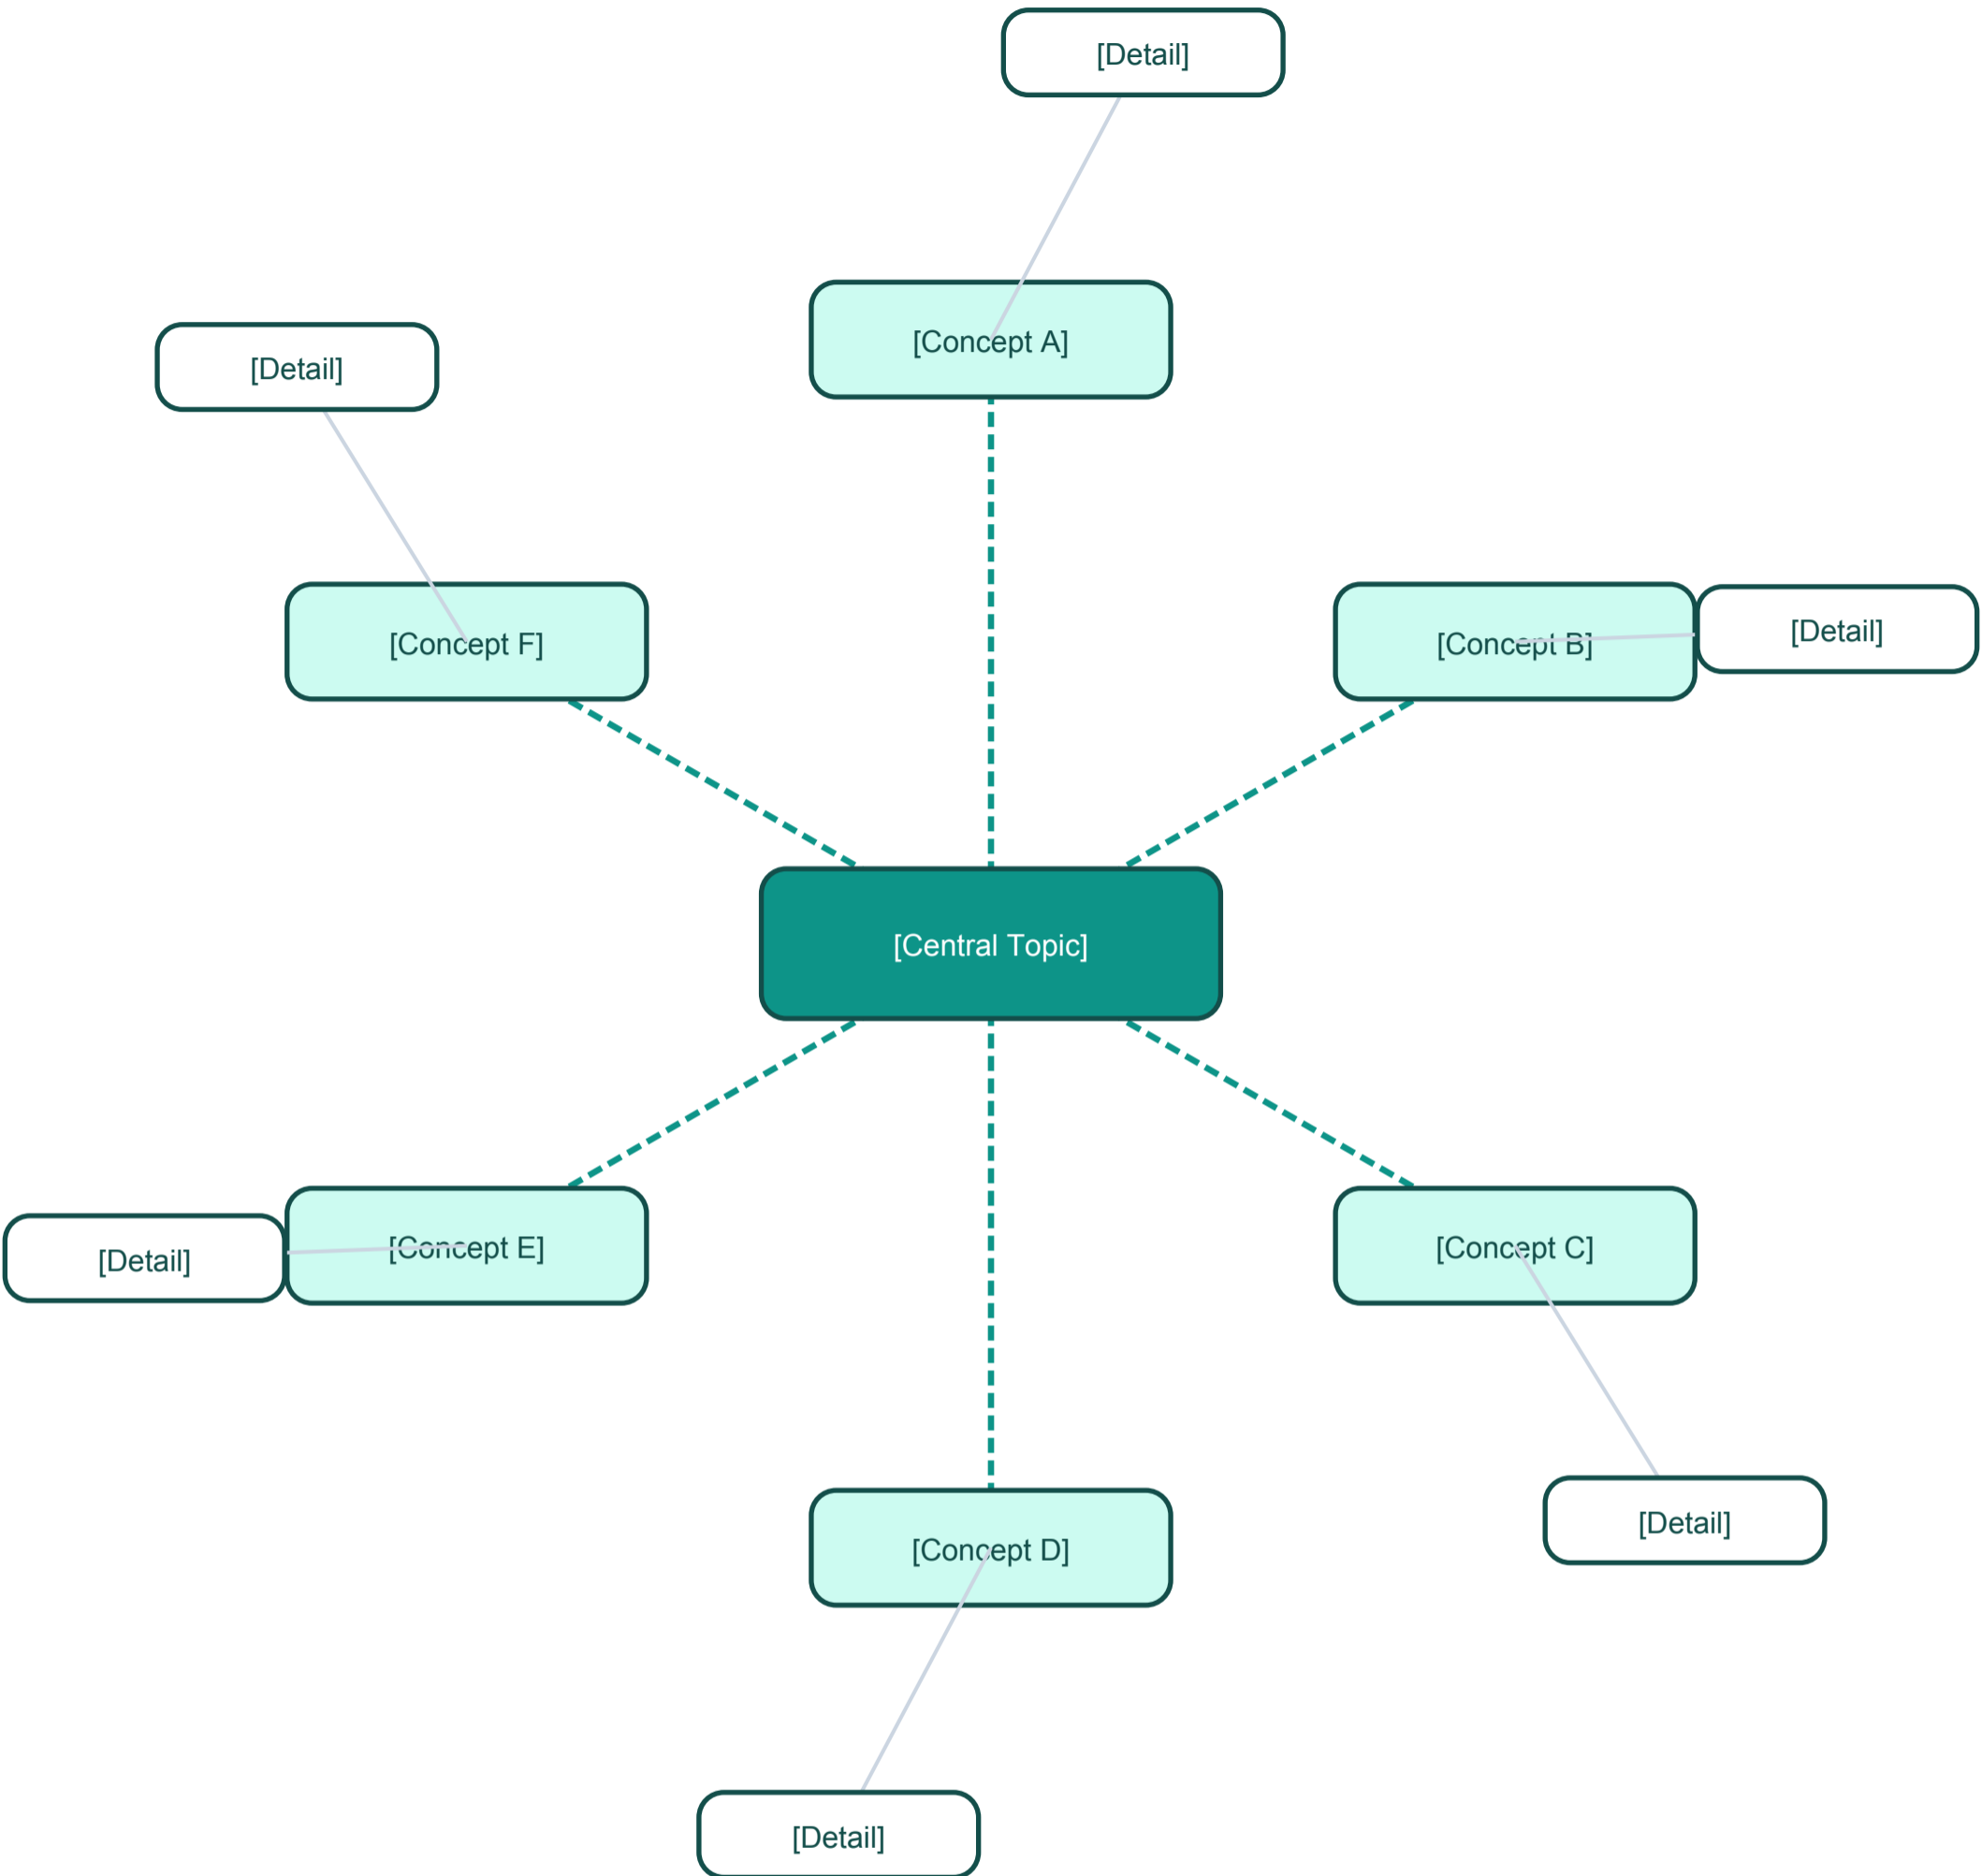 [Detail]
[Concept A]
[Detail]
[Concept F]
[Concept B]
[Detail]
[Central Topic]
[Detail]
[Concept E]
[Concept C]
[Detail]
[Concept D]
[Detail]